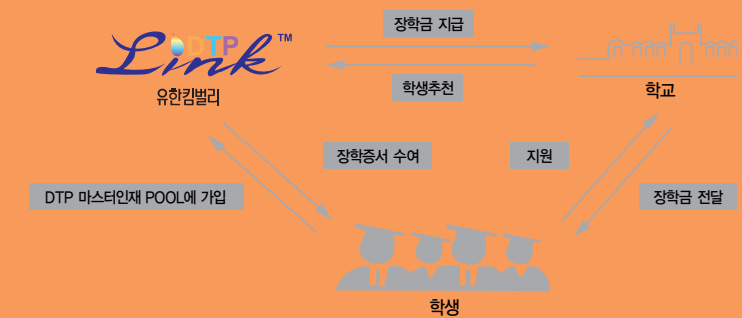 장학금 지급
DTP
Link™
유한킴벌리
학생추천
학교
장학증서 수여
지원
DTP 마스터인재 POOL에 가입
장학금 전달
학생